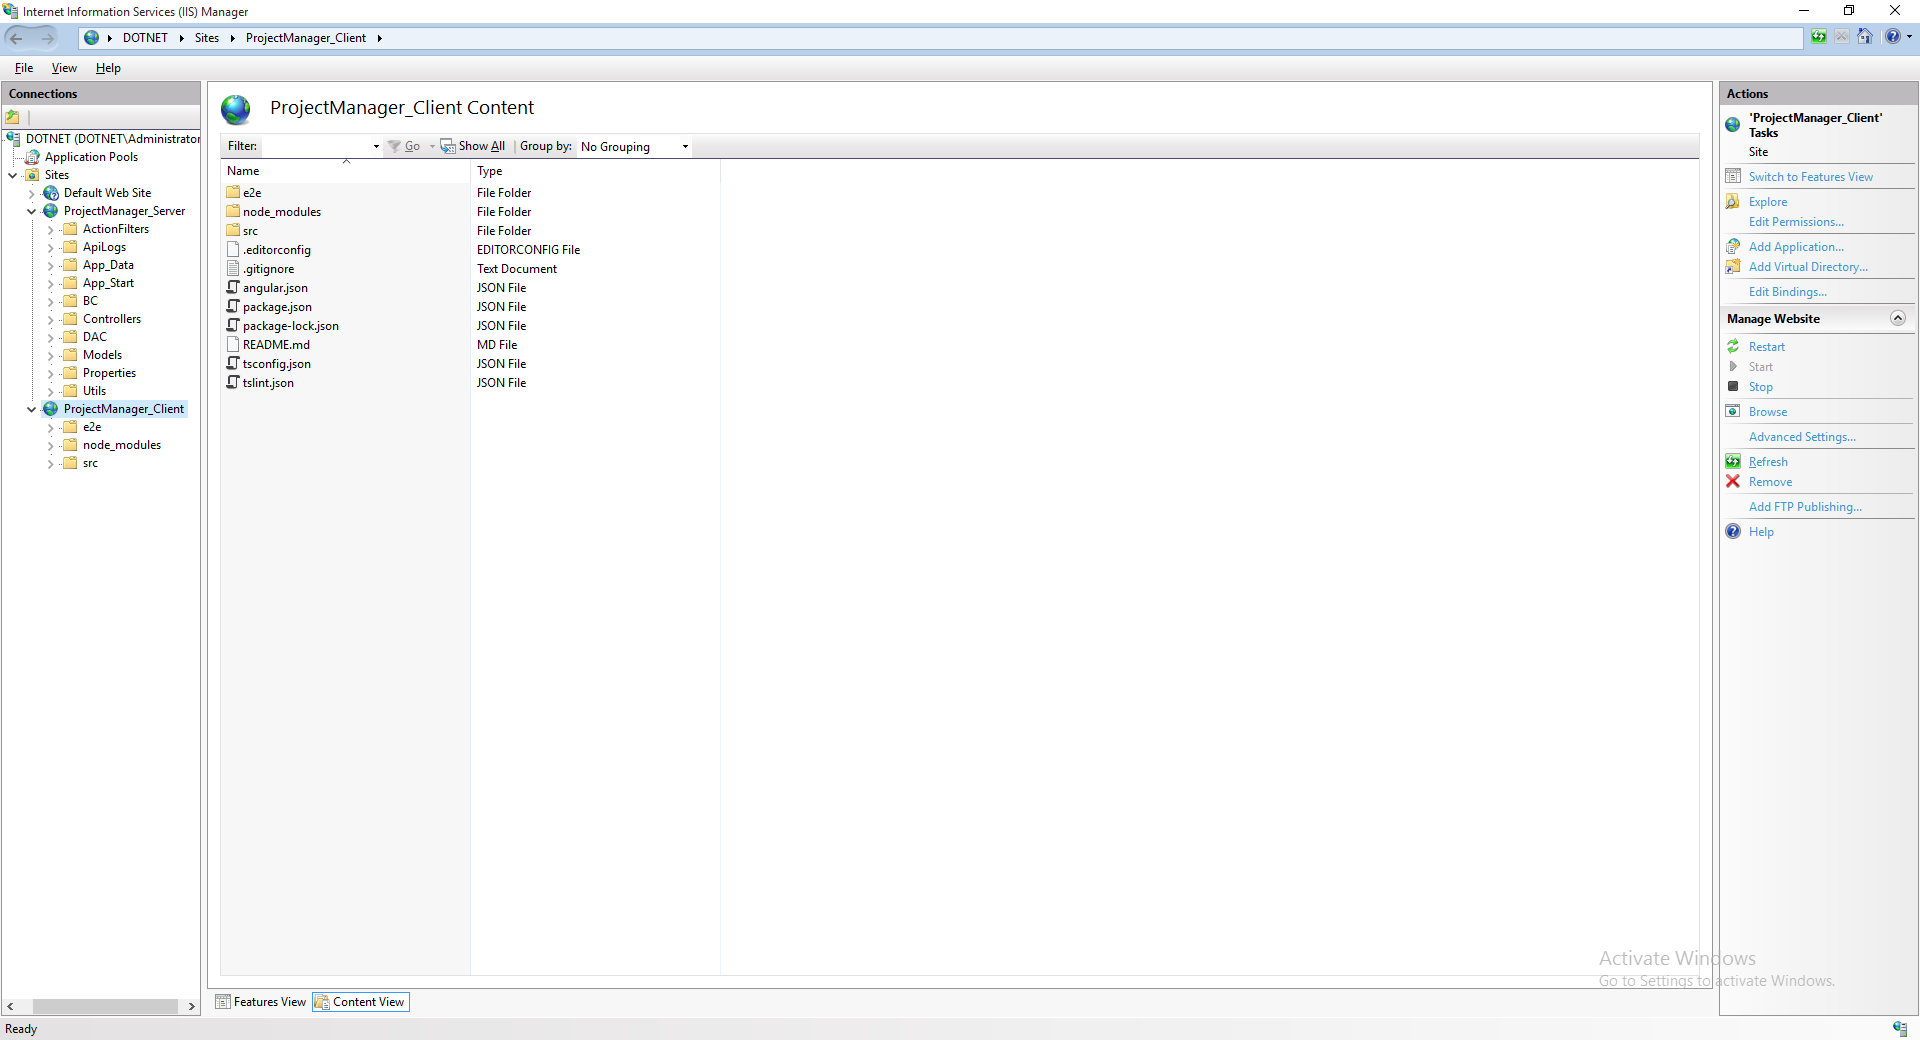 Internet Information Services (IIS) Manager
DOTNET Sites ProjectManager_Client
File View Help
Connections
DOTNET (DOTNET\Administrator
Application Pools
Sites
Default Web Site
ProjectManager_Server
ActionFilters
ApiLogs
App_Data
App_Start
BC
Controllers
DAC
Models
Properties
Utils
ProjectManager_Client
e2e
node_modules
src
ProjectManager_Client Content
Filter: Go Show All Group by: No Grouping
Name Type
e2e File Folder
node_modules File Folder
src File Folder
.editorconfig EDITORCONFIG File
.gitignore Text Document
angular.json JSON File
package.json JSON File
package-lock.json JSON File
README.md MD File
tsconfig.json JSON File
tslint.json JSON File
Features View Content View
Actions
'ProjectManager_Client'
Tasks
Site
Switch to Features View
Explore
Edit Permissions...
Add Application...
Add Virtual Directory...
Edit Bindings...
Manage Website
Restart
Start
Stop
Browse
Advanced Settings...
Refresh
Remove
Add FTP Publishing...
Help
Activate Windows
Go to Settings to activate Windows.
Ready